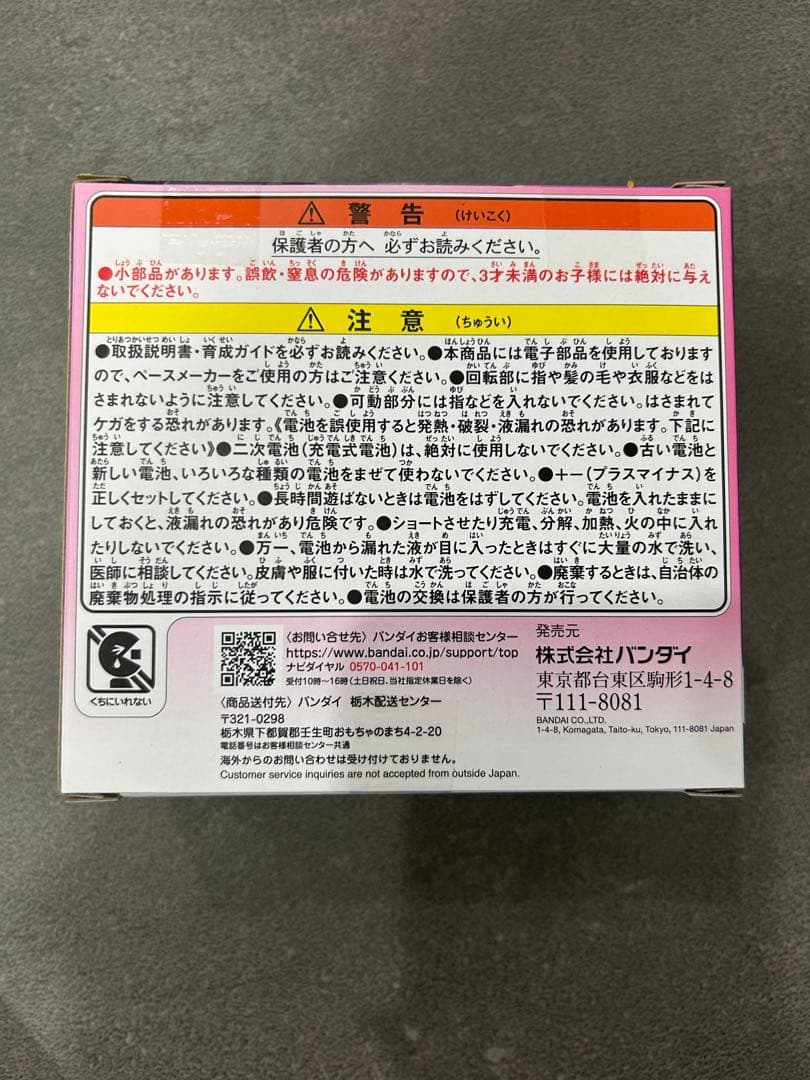 ⚠ 警告 (けいこく)
保護者の方へ 必ずお読みください。
●小部品があります。誤飲・窒息の危険がありますので、3才未満のお子様には絶対に与え
ないでください。
⚠ 注意 (ちゅうい)
●取扱説明書・育成ガイドを必ずお読みください。●本商品には電子部品を使用しております
ので、ペースメーカーをご使用の方はご注意ください。●回転部に指や髪の毛や衣服などを
はさまれないように注意してください。●可動部分には指などを入れないでください。はさまれて
ケガをする恐れがあります。《電池を誤使用すると発熱・破裂・液漏れの恐れがあります。下記に
注意してください》●二次電池(充電式電池)は、絶対に使用しないでください。●古い電池と
新しい電池、いろいろな種類の電池をまぜて使わないでください。●+-(プラスマイナス)を
正しくセットしてください。●長時間遊ばないときは電池をはずしてください。電池を入れたままに
しておくと、液漏れの恐れがあり危険です。●ショートさせたり充電、分解、加熱、火の中に入れ
たりしないでください。●万一、電池から漏れた液が目に入ったときはすぐに大量の水で洗い、
医師に相談してください。皮膚や服に付いた時は水で洗ってください。●廃棄するときは、自治体の
廃棄物処理の指示に従ってください。●電池の交換は保護者の方が行ってください。
くちにいれない
〈お問い合せ先〉バンダイお客様相談センター
https://www.bandai.co.jp/support/top
ナビダイヤル 0570-041-101
受付10時～16時(土日祝日、当社指定休業日を除く)
〈商品送付先〉バンダイ 栃木配送センター
〒321-0298
栃木県下都賀郡壬生町おもちゃのまち4-2-20
電話番号はお客様相談センター共通
海外からのお問い合わせは受け付けておりません。
Customer service inquiries are not accepted from outside Japan.
発売元
株式会社バンダイ
東京都台東区駒形1-4-8
〒111-8081
BANDAI CO.,LTD.
1-4-8, Komagata, Taito-ku, Tokyo, 111-8081 Japan